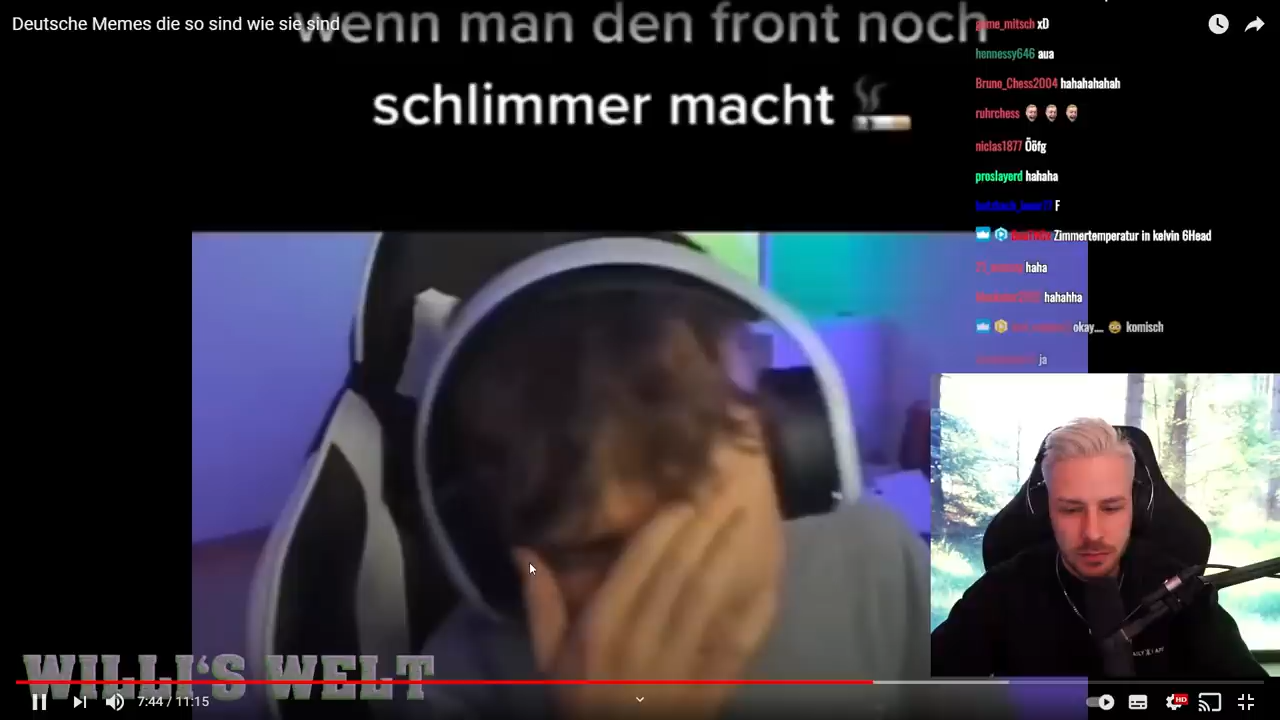 Deutsche Memes die so sind wie sie sind
wenn man den front noch
schlimmer macht
xD
hennessy646 aua
Bruno_Chess2004 hahahahahah
ruhrchess
niclas1877 Ööfg
proslayerd hahaha
F
Zimmertemperatur in kelvin 6Head
haha
hahahha
okay.... komisch
ja
WILLI'S WELT
7:44 / 11:15
HD